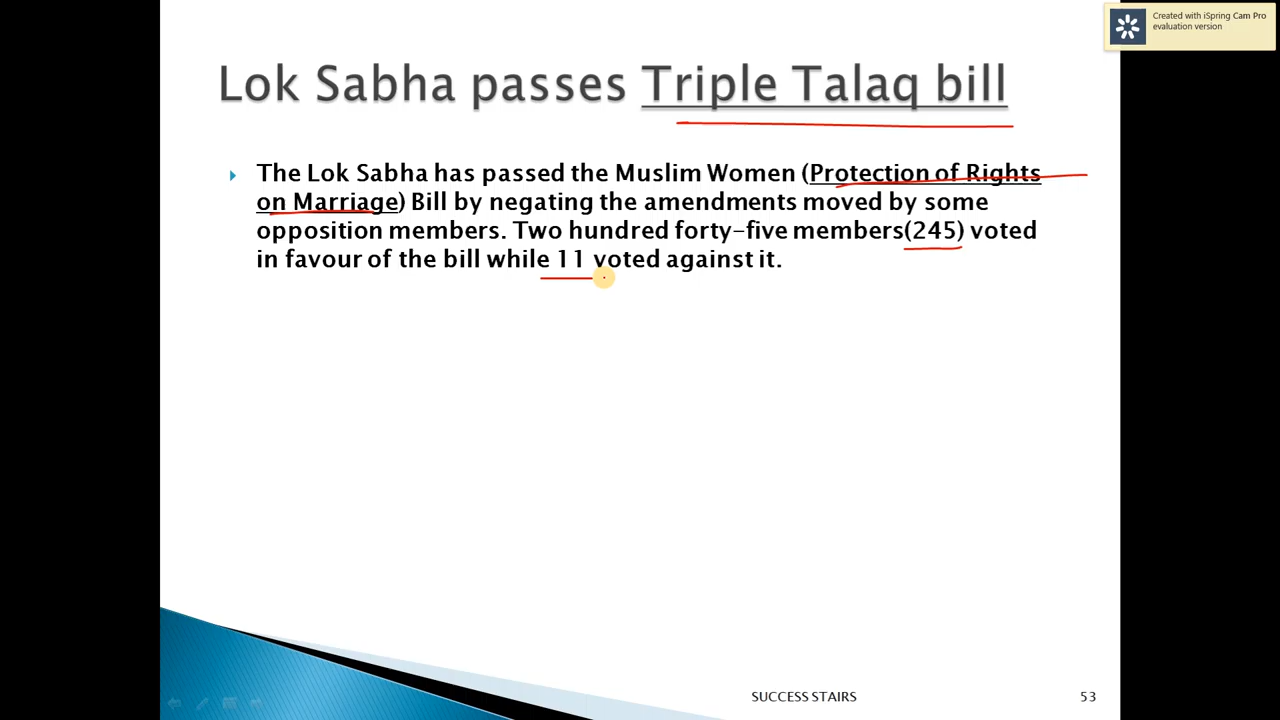 Created with iSpring Cam Pro
evaluation version
Lok Sabha passes Triple Talaq bill
The Lok Sabha has passed the Muslim Women (Protection of Rights
on Marriage) Bill by negating the amendments moved by some
opposition members. Two hundred forty-five members(245) voted
in favour of the bill while 11 voted against it.
SUCCESS STAIRS
53